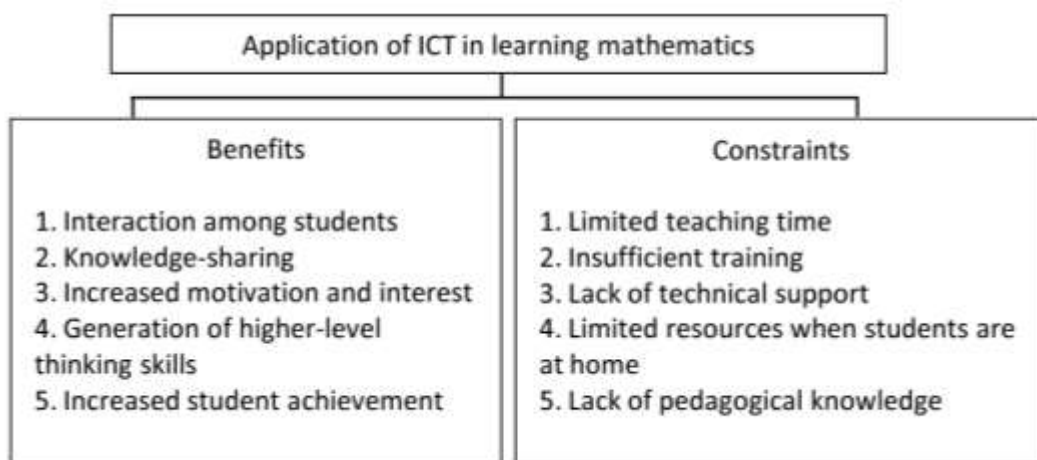 Application of ICT in learning mathematics
Benefits
1. Interaction among students
2. Knowledge-sharing
3. Increased motivation and interest
4. Generation of higher-level
thinking skills
5. Increased student achievement
Constraints
1. Limited teaching time
2. Insufficient training
3. Lack of technical support
4. Limited resources when students are
at home
5. Lack of pedagogical knowledge